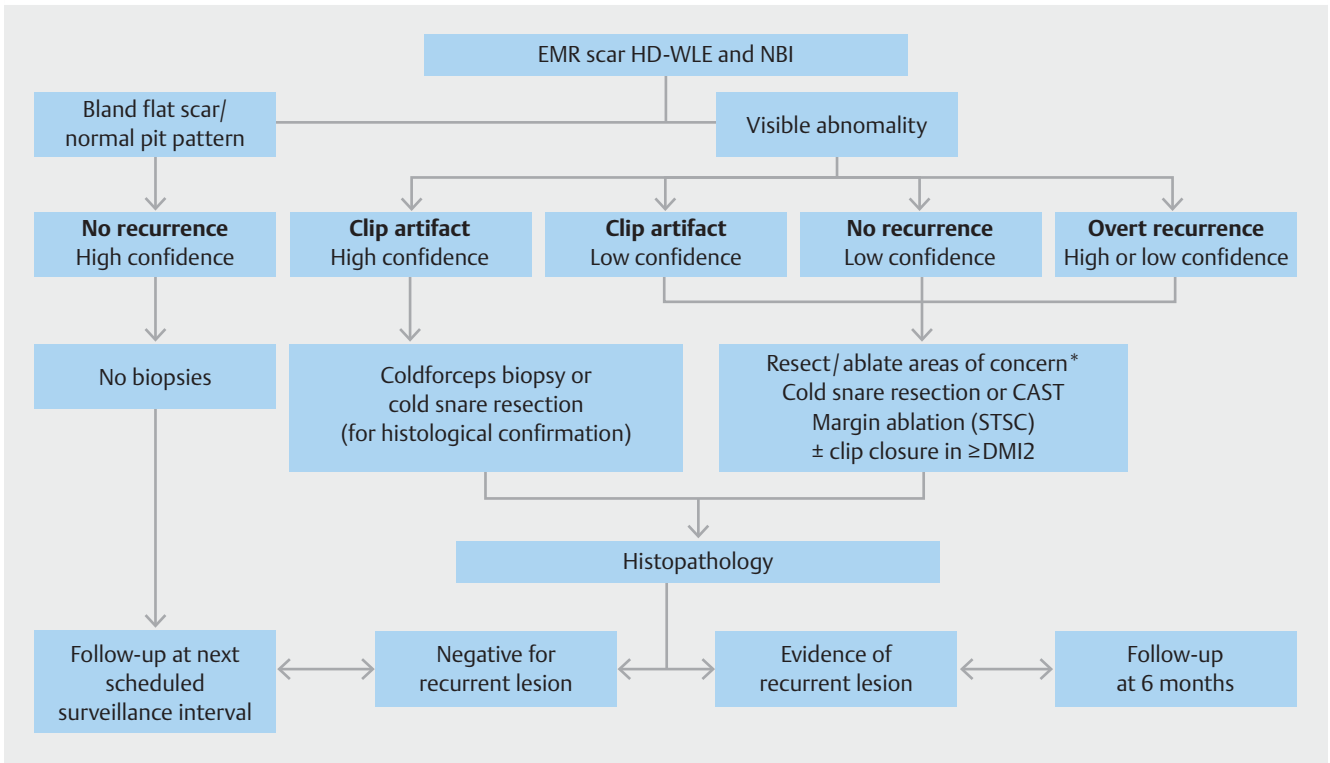 EMR scar HD-WLE and NBI
Bland flat scar/
normal pit pattern
Visible abnomality
No recurrence
High confidence
Clip artifact
High confidence
Clip artifact
Low confidence
No recurrence
Low confidence
Overt recurrence
High or low confidence
No biopsies
Coldforceps biopsy or
cold snare resection
(for histological confirmation)
Resect/ablate areas of concern*
Cold snare resection or CAST
Margin ablation (STSC)
± clip closure in ≥DMI2
Histopathology
Follow-up at next
scheduled
surveillance interval
Negative for
recurrent lesion
Evidence of
recurrent lesion
Follow-up
at 6 months